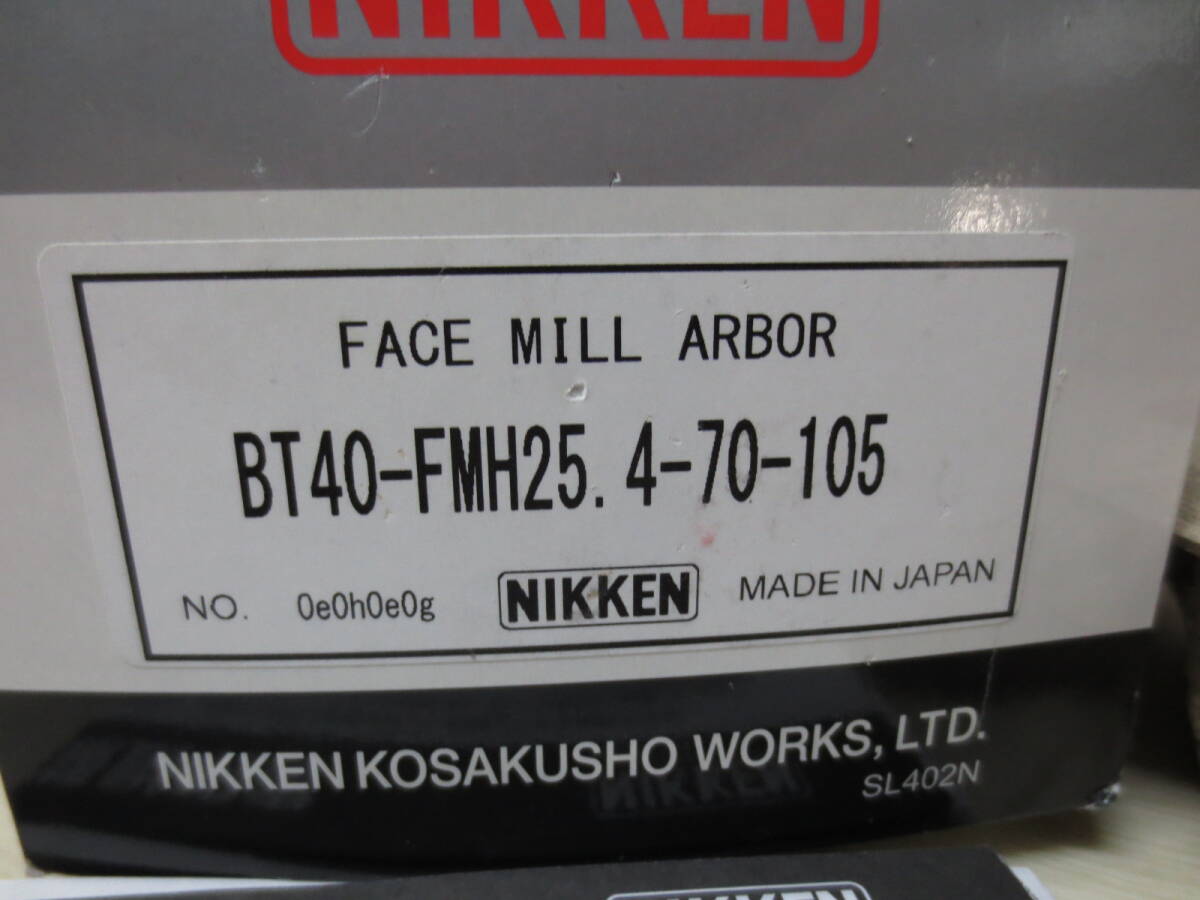 NIKKEN
FACE MILL ARBOR
BT40-FMH25.4-70-105
NO. 0e0h0e0g NIKKEN MADE IN JAPAN
NIKKEN KOSAKUSHO WORKS, LTD.
SL402N
NIKKEN